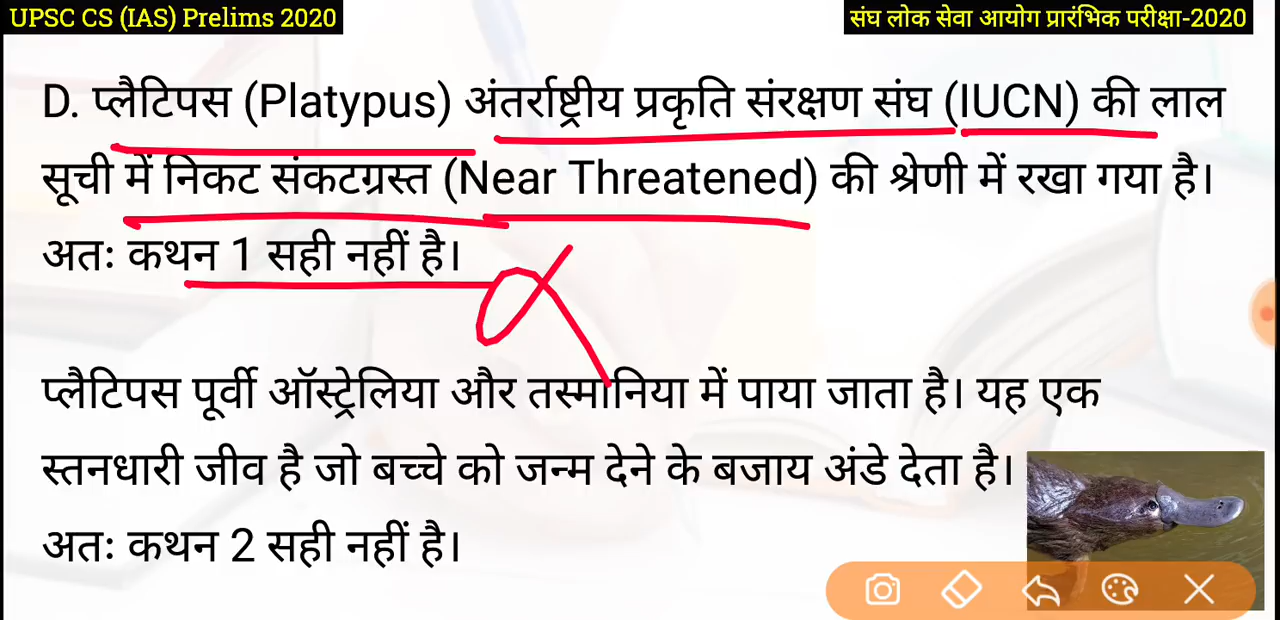 UPSC CS (IAS) Prelims 2020
संघ लोक सेवा आयोग प्रारंभिक परीक्षा-2020
D. प्लैटिपस (Platypus) अंतर्राष्ट्रीय प्रकृति संरक्षण संघ (IUCN) की लाल
सूची में निकट संकटग्रस्त (Near Threatened) की श्रेणी में रखा गया है।
अतः कथन 1 सही नहीं है।
प्लैटिपस पूर्वी ऑस्ट्रेलिया और तस्मानिया में पाया जाता है। यह एक
स्तनधारी जीव है जो बच्चे को जन्म देने के बजाय अंडे देता है।
अतः कथन 2 सही नहीं है।